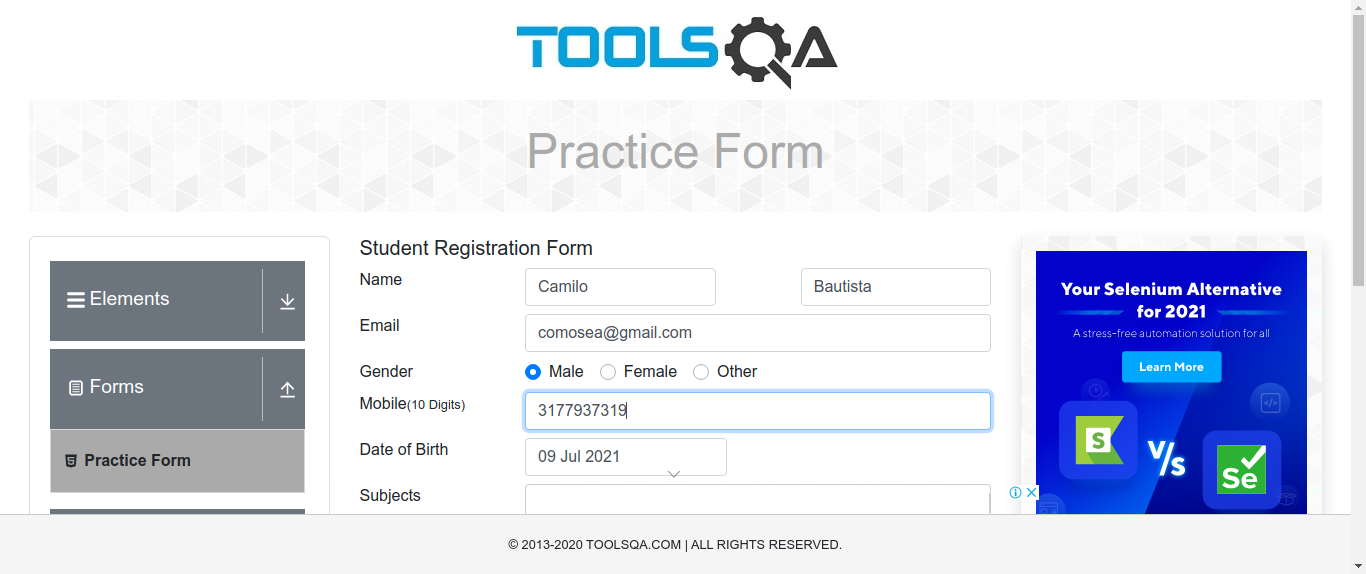 TOOLSQA
Practice Form
Elements
Forms
Practice Form
Student Registration Form
Name
Camilo
Bautista
Email
comosea@gmail.com
Gender
Male
Female
Other
Mobile(10 Digits)
3177937319
Date of Birth
09 Jul 2021
Subjects
Your Selenium Alternative
for 2021
A stress-free automation solution for all
Learn More
S
V/s
Se
© 2013-2020 TOOLSQA.COM | ALL RIGHTS RESERVED.